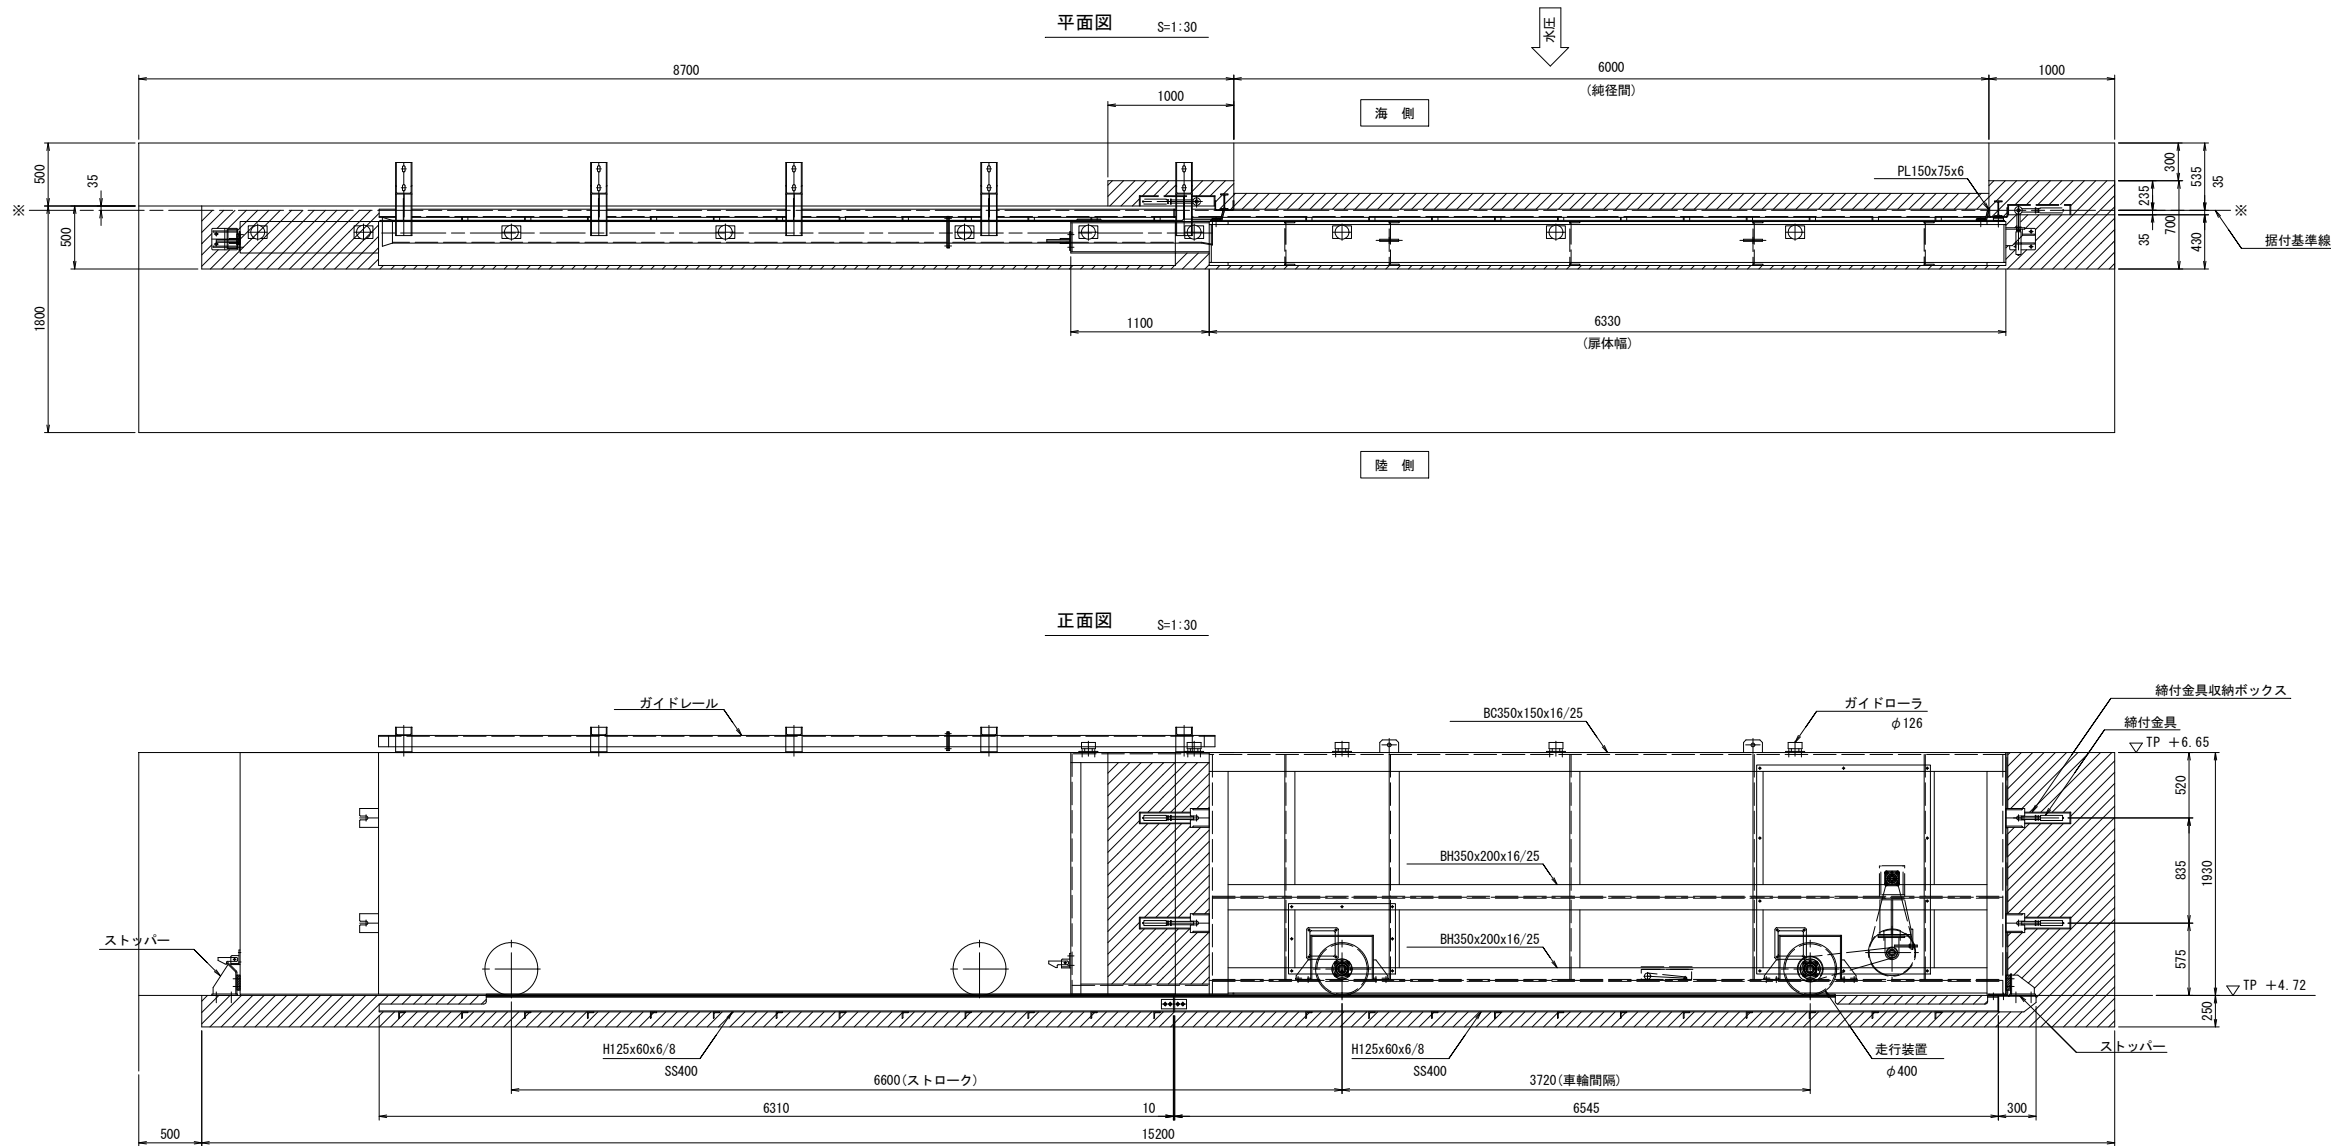 平面図 S=1:30
水圧
8700
6000
(純径間)
1000
1000
海 側
500
35
※
500
1800
PL150x75x6
300
535
35
235
700
※
35
430
据付基準線
1100
6330
(扉体幅)
陸 側
正面図 S=1:30
ガイドレール
BC350x150x16/25
ガイドローラ
φ126
締付金具収納ボックス
締付金具
TP +6.65
520
835
1930
575
BH350x200x16/25
BH350x200x16/25
ストッパー
TP +4.72
250
H125x60x6/8
SS400
H125x60x6/8
SS400
走行装置
φ400
ストッパー
6600(ストローク)
3720(車輪間隔)
6310
10
6545
300
500
15200